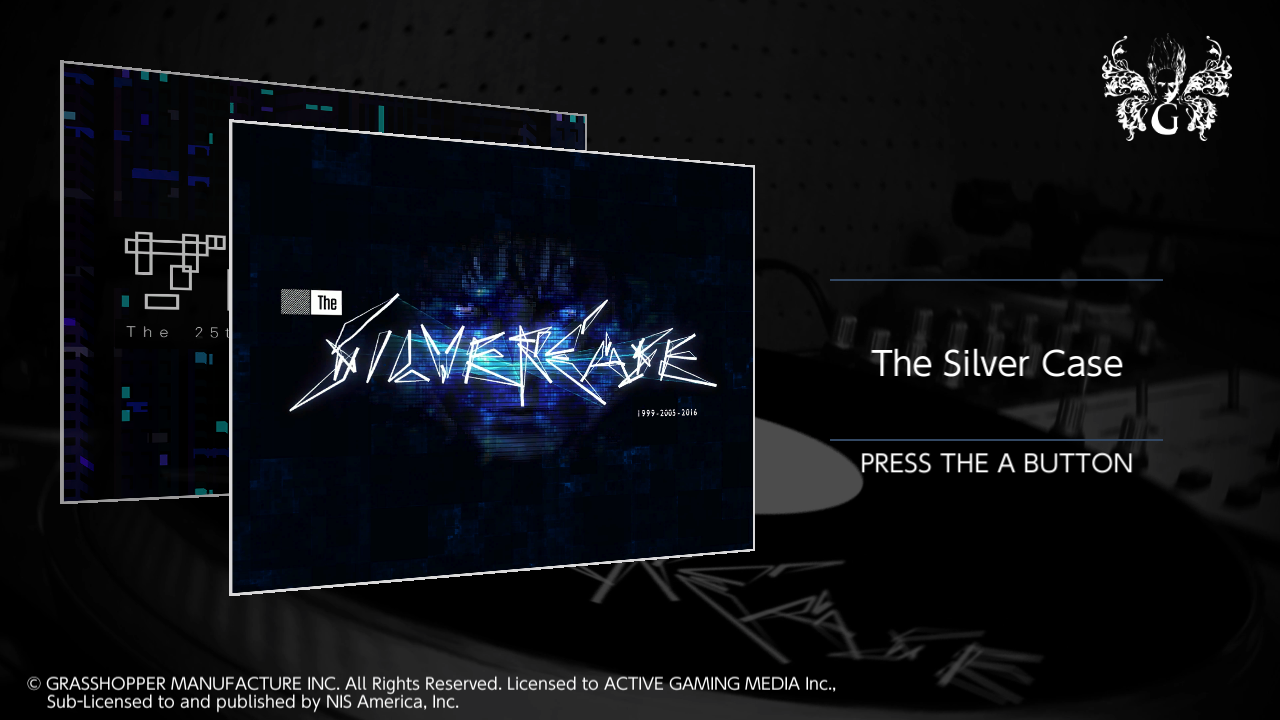 The 25t
The
SILVER CASE
1999-2005-2016
G
The Silver Case
PRESS THE A BUTTON
© GRASSHOPPER MANUFACTURE INC. All Rights Reserved. Licensed to ACTIVE GAMING MEDIA Inc.,
Sub-Licensed to and published by NIS America, Inc.